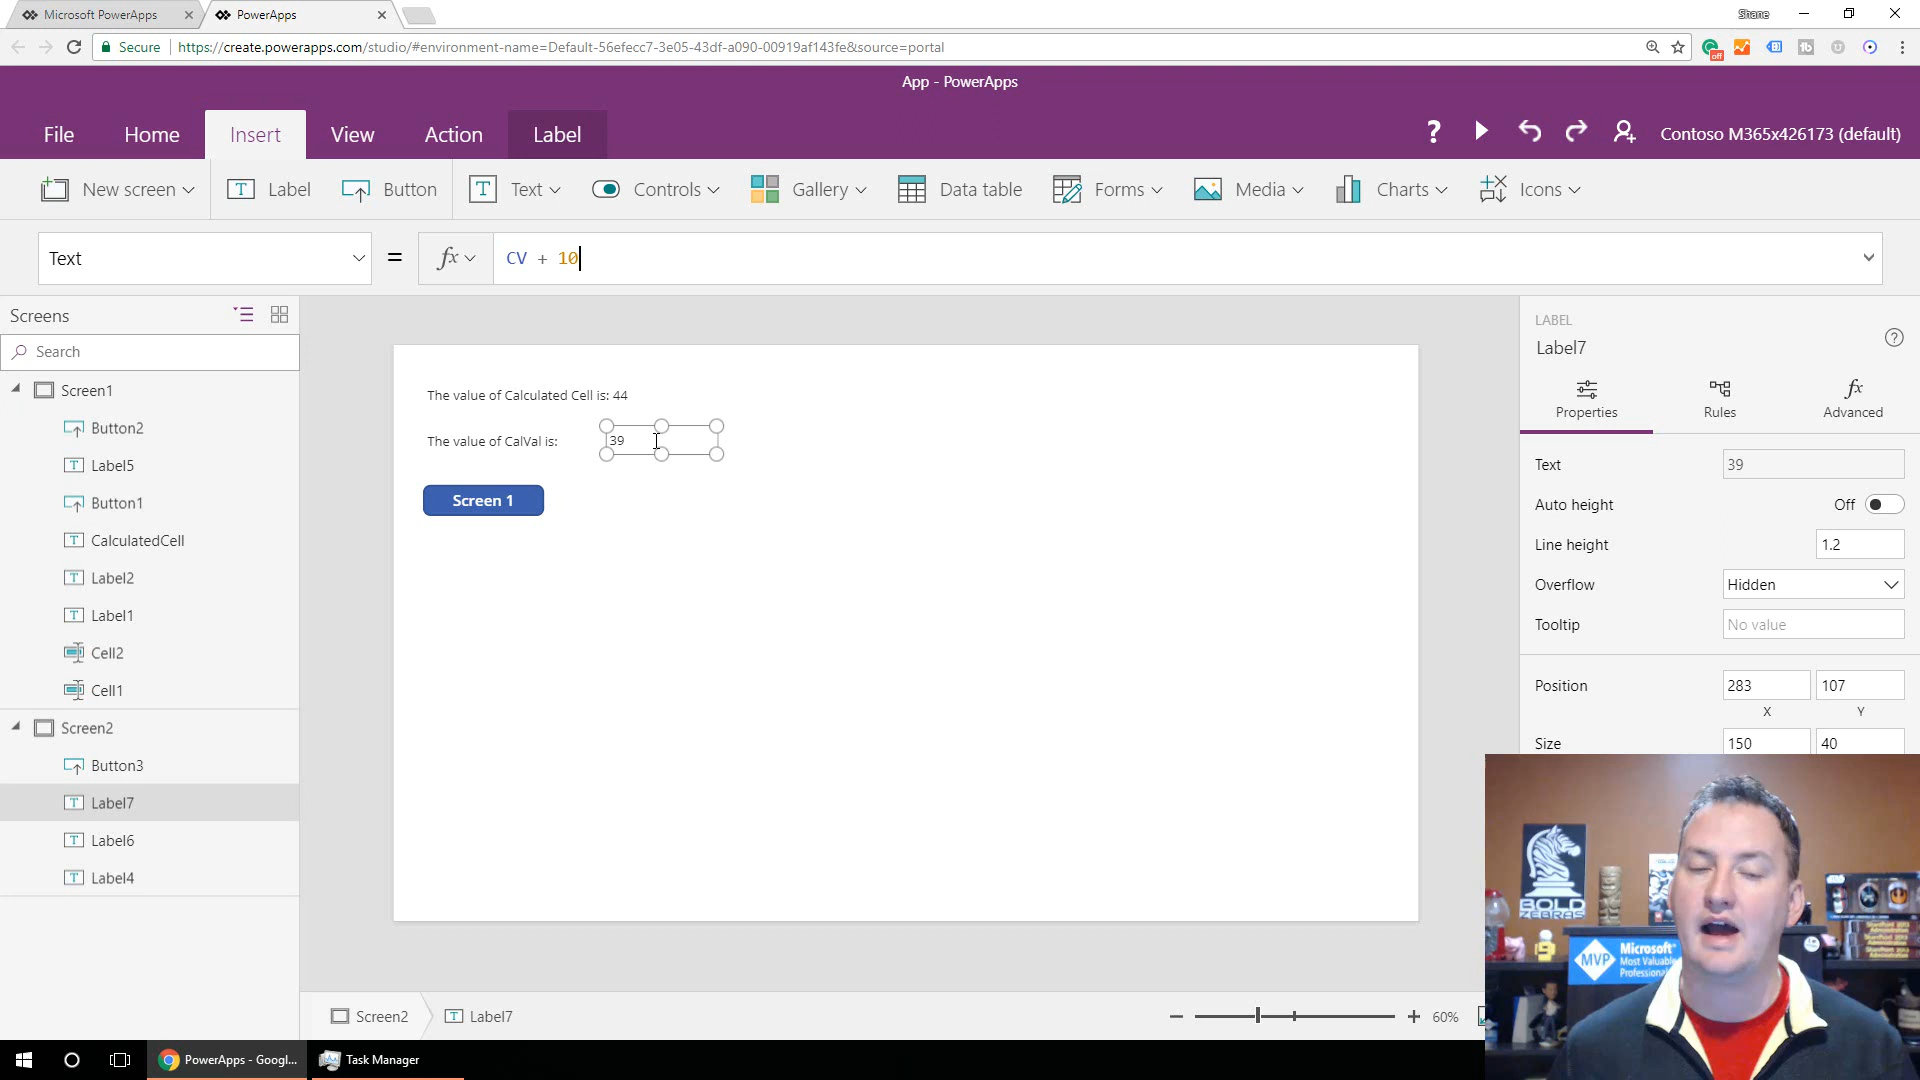 Microsoft PowerApps
PowerApps
Shane
Secure
https://create.powerapps.com/studio/#environment-name=Default-56efecc7-3e05-43df-a090-00919af143fe&source=portal
off
App - PowerApps
File
Home
Insert
View
Action
Label
?
Contoso M365x426173 (default)
New screen
Label
Button
Text
Controls
Gallery
Data table
Forms
Media
Charts
Icons
Text
=
fx
CV + 10
Screens
Search
Screen1
Button2
Label5
Button1
CalculatedCell
Label2
Label1
Cell2
Cell1
Screen2
Button3
Label7
Label6
Label4
The value of Calculated Cell is: 44
The value of CalVal is:
39
Screen 1
LABEL
Label7
Properties
Rules
fx
Advanced
Text
39
Auto height
Off
Line height
1.2
Overflow
Hidden
Tooltip
No value
Position
283
107
X
Y
Size
150
40
BOLD
ZEBRAS
MVP
Microsoft
Most Valuable
Professional
Screen2
Label7
60%
PowerApps - Googl...
Task Manager